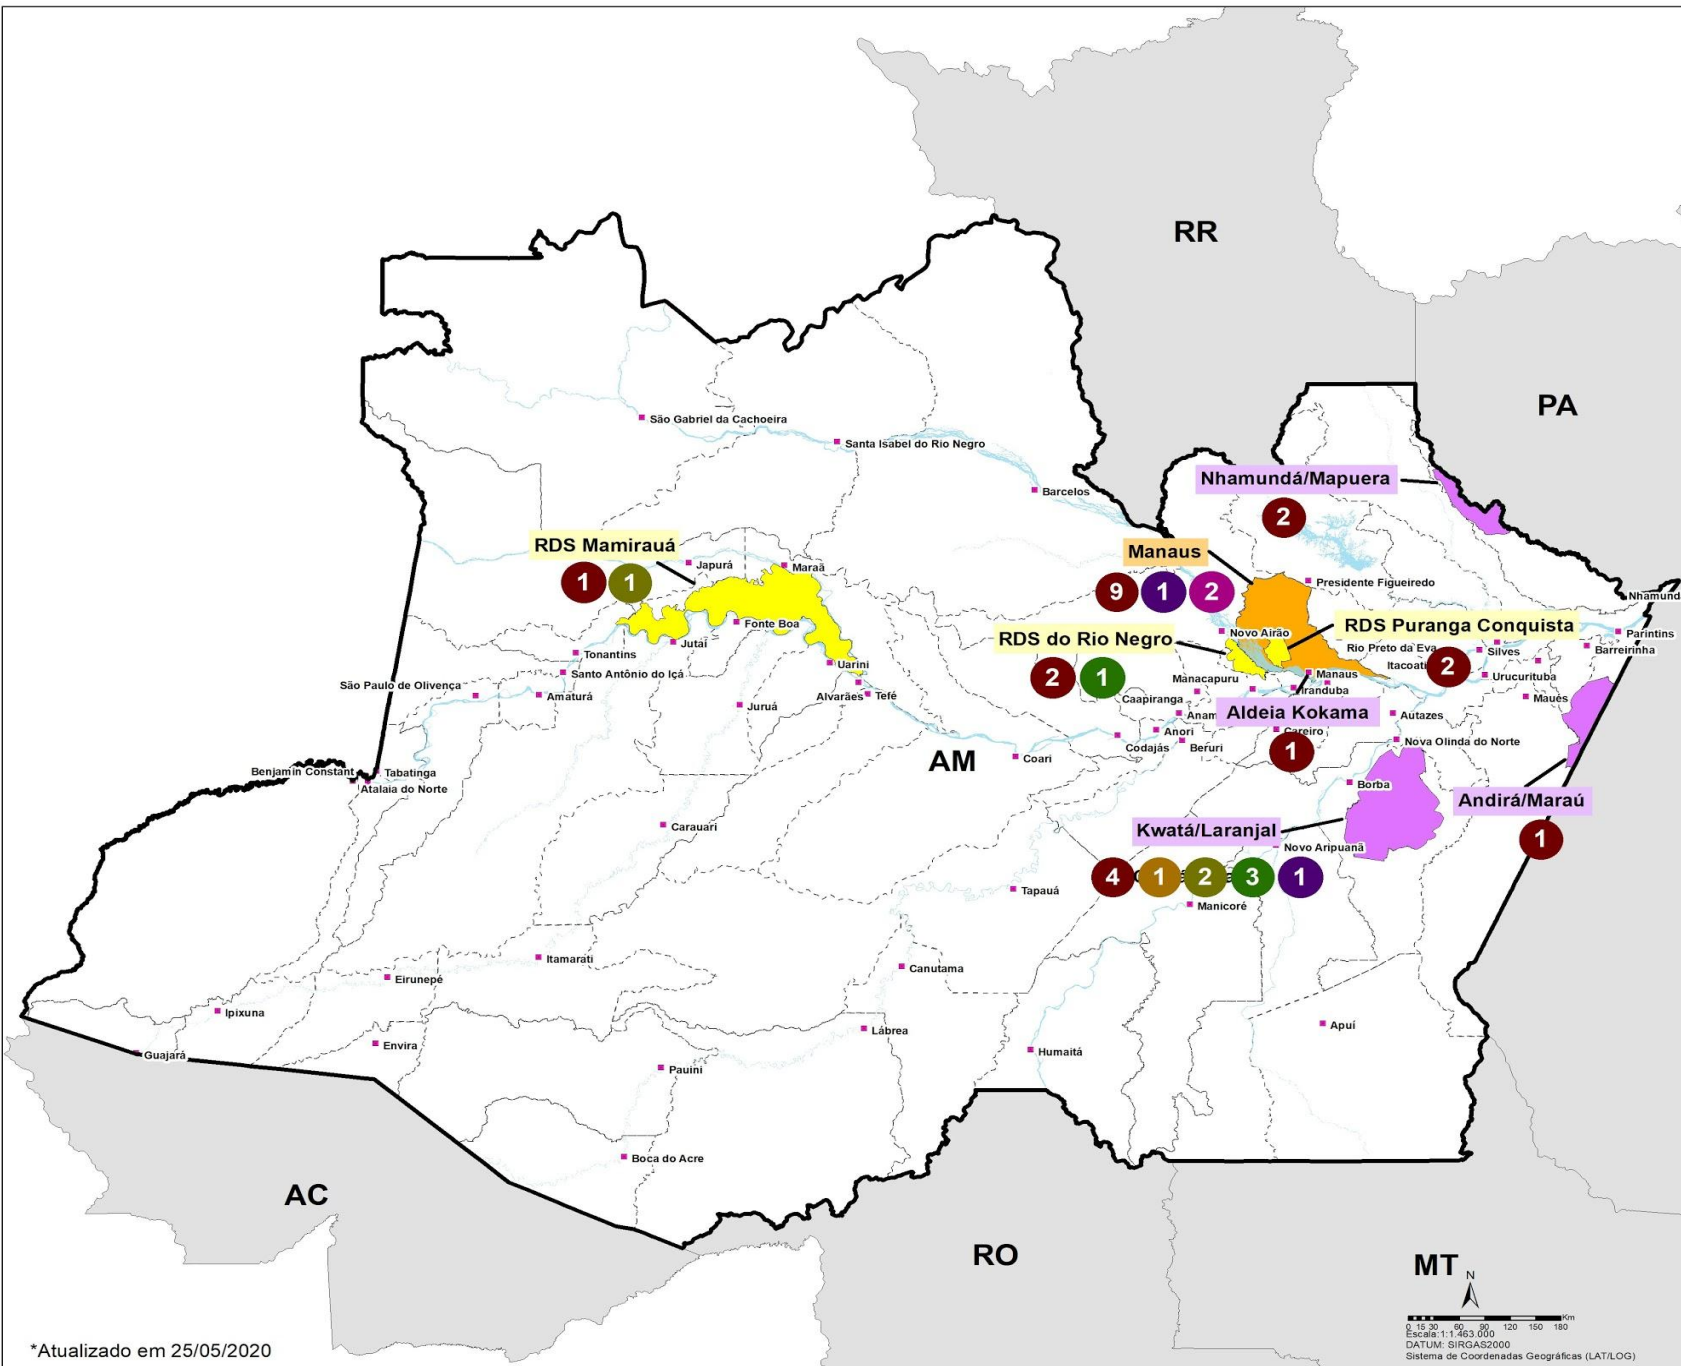 RR
PA
São Gabriel da Cachoeira
Santa Isabel do Rio Negro
Barcelos
Nhamundá/Mapuera
2
RDS Mamirauá
1 1
Japurá
Maraã
Manaus
9 1 2
Presidente Figueiredo
Fonte Boa
Jutaí
Tonantins
Uarini
Santo Antônio do Içá
São Paulo de Olivença
Amaturá
Alvarães
Tefé
Juruá
RDS do Rio Negro
2 1
Novo Airão
RDS Puranga Conquista
2
Rio Preto da Eva
Silves
Nhamund
Parintins
Barreirinha
Urucurituba
Maués
Manacapuru
Manaus
Iranduba
Caapiranga
Anam
Aldeia Kokama
1
Careiro
Autazes
Anori
Codajás
Beruri
Coari
Nova Olinda do Norte
AM
Benjamin Constant
Tabatinga
Atalaia do Norte
Borba
Andirá/Maraú
1
Carauari
Kwatá/Laranjal
4 1 2 3 1
Novo Aripuanã
Tapauá
Manicoré
Itamarati
Eirunepé
Canutama
Ipixuna
Lábrea
Apuí
Envira
Guajará
Humaitá
Pauini
Boca do Acre
AC
RO
MT
N
0 15 30 60 90 120 150 180 Km
Escala:1:1.463.000
DATUM: SIRGAS2000
Sistema de Coordenadas Geográficas (LAT/LOG)
*Atualizado em 25/05/2020